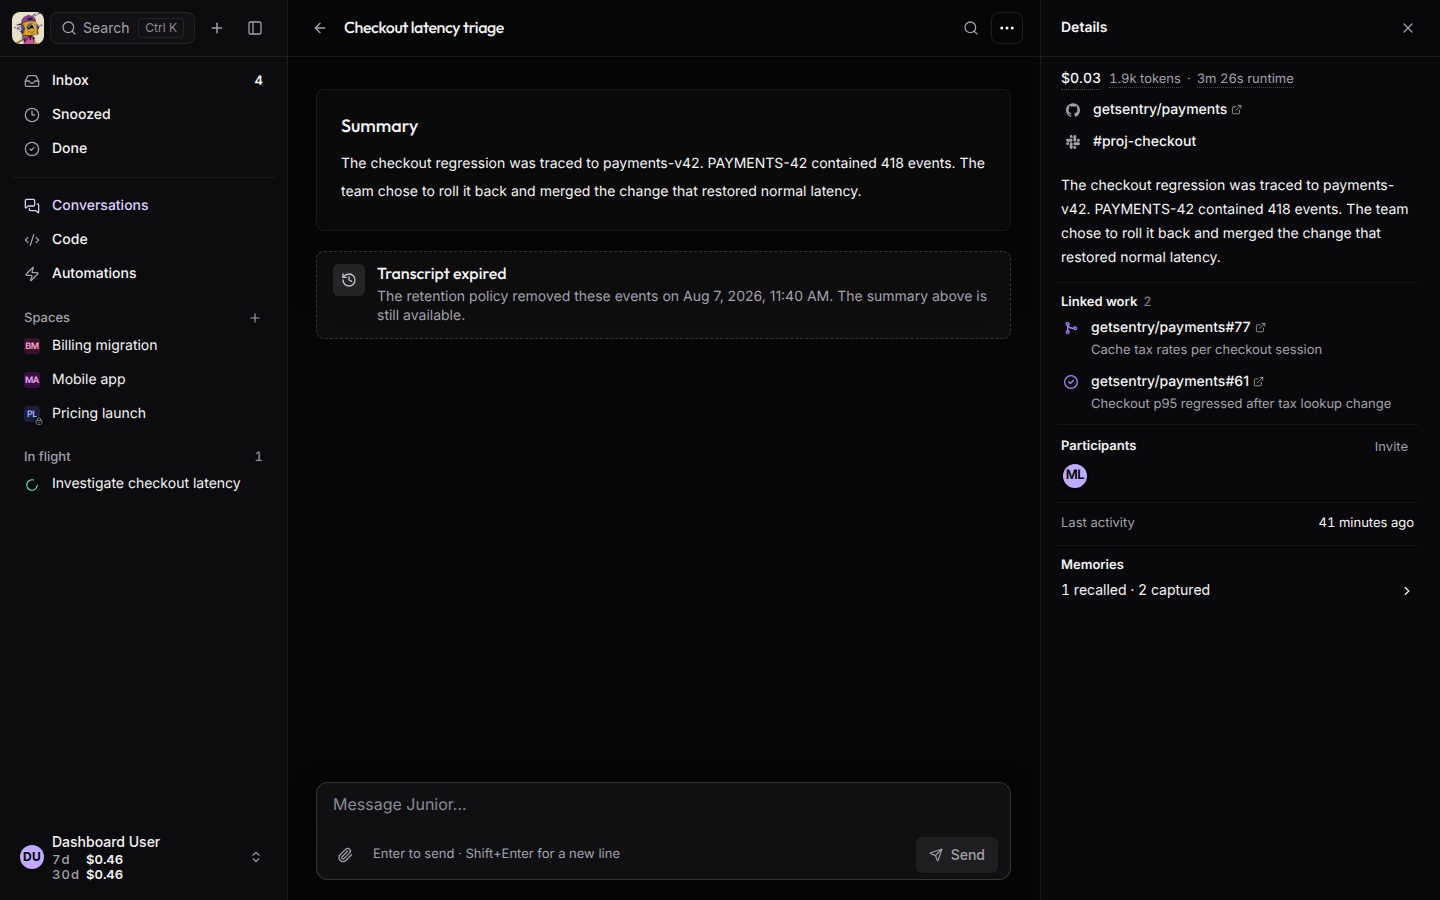 Search Ctrl K
Inbox 4
Snoozed
Done
Conversations
Code
Automations
Spaces
BM Billing migration
MA Mobile app
PL Pricing launch
In flight 1
Investigate checkout latency
DU Dashboard User
7d $0.46
30d $0.46
Checkout latency triage
Summary
The checkout regression was traced to payments-v42. PAYMENTS-42 contained 418 events. The
team chose to roll it back and merged the change that restored normal latency.
Transcript expired
The retention policy removed these events on Aug 7, 2026, 11:40 AM. The summary above is
still available.
Message Junior...
Enter to send · Shift+Enter for a new line
Send
Details
$0.03 1.9k tokens · 3m 26s runtime
getsentry/payments
#proj-checkout
The checkout regression was traced to payments-
v42. PAYMENTS-42 contained 418 events. The team
chose to roll it back and merged the change that
restored normal latency.
Linked work 2
getsentry/payments#77
Cache tax rates per checkout session
getsentry/payments#61
Checkout p95 regressed after tax lookup change
Participants Invite
ML
Last activity 41 minutes ago
Memories
1 recalled · 2 captured